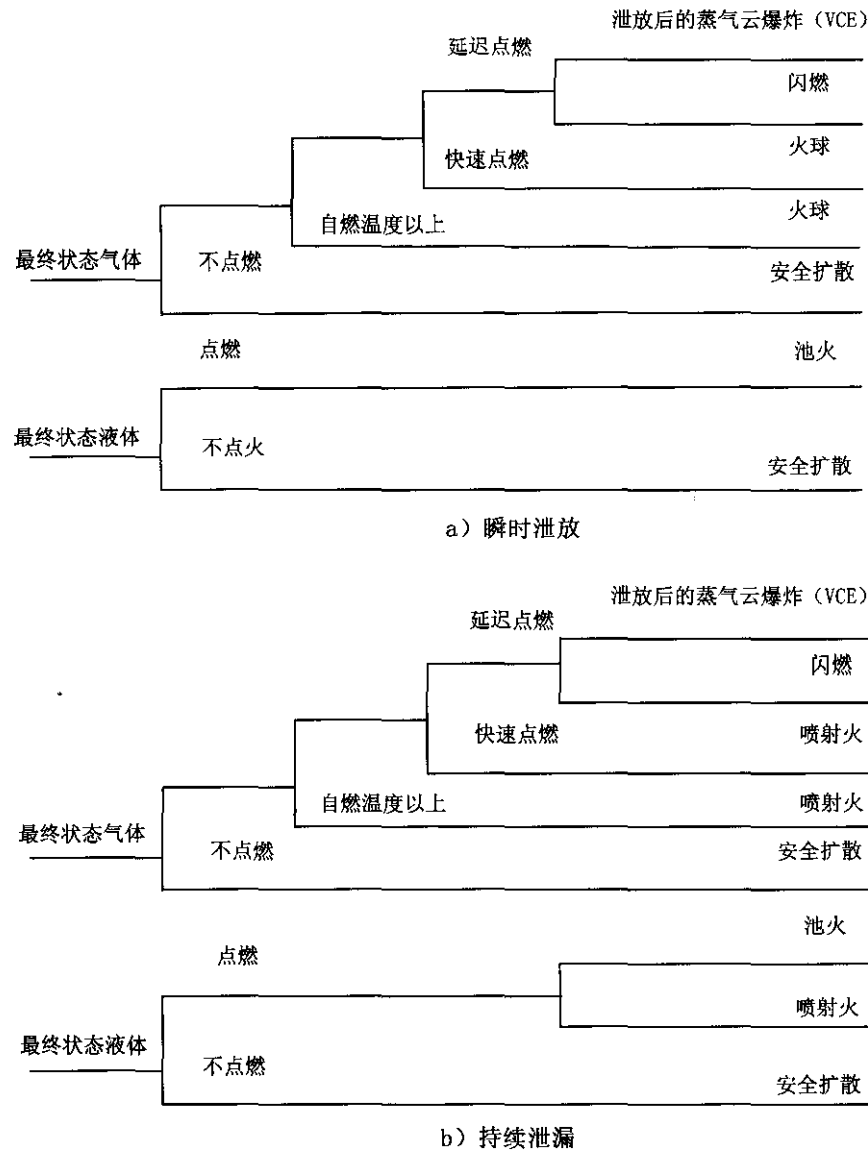 泄放后的蒸气云爆炸（VCE）
延迟点燃
闪燃
快速点燃
火球
自燃温度以上
火球
最终状态气体
不点燃
安全扩散
点燃
池火
最终状态液体
不点火
安全扩散
a）瞬时泄放
泄放后的蒸气云爆炸（VCE）
延迟点燃
闪燃
快速点燃
喷射火
自燃温度以上
喷射火
最终状态气体
不点燃
安全扩散
池火
点燃
喷射火
最终状态液体
不点燃
安全扩散
b）持续泄漏